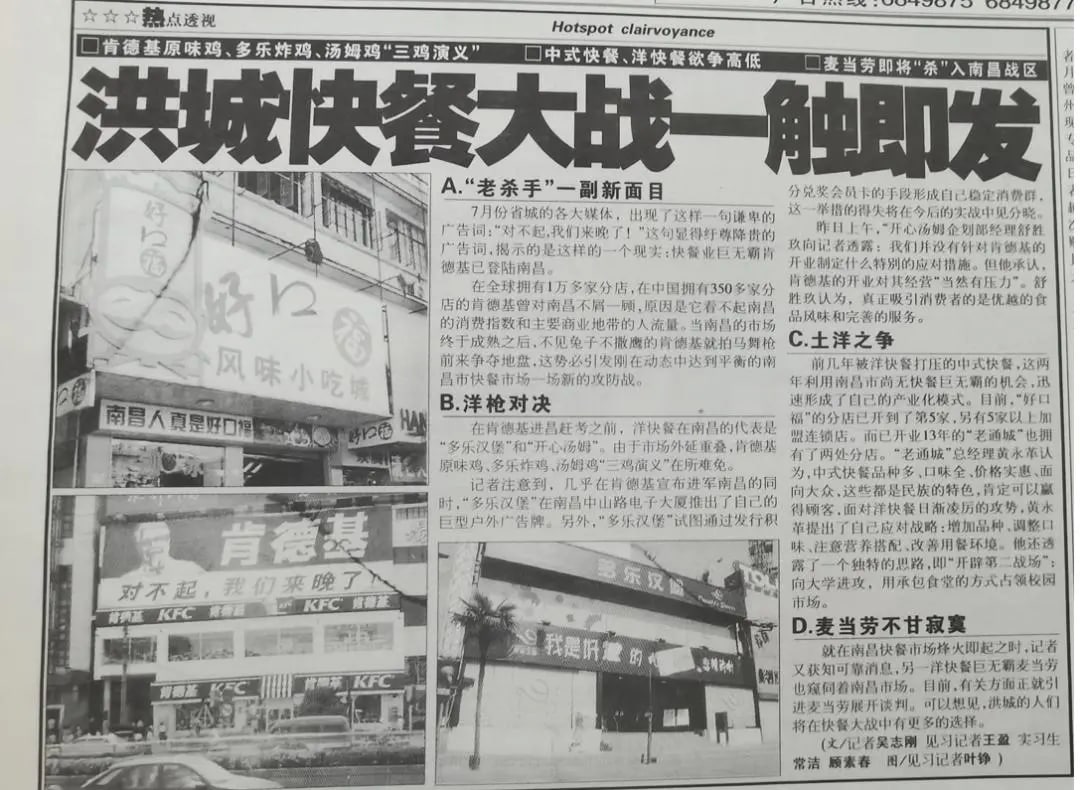 广告热线:6849875 6849877
☆☆☆热点透视
Hotspot clairvoyance
□肯德基原味鸡、多乐炸鸡、汤姆鸡“三鸡演义”
□中式快餐、洋快餐欲争高低
□麦当劳即将“杀”入南昌战区
洪城快餐大战一触即发
好口福
好口福
风味小吃城
南昌人真是好口福
好口福
肯德基
对不起，我们来晚了！
肯德基 KFC 肯德基 KFC 肯德基
肯德基 KFC 肯德基 KFC
A.“老杀手”一副新面目
7月份省城的各大媒体，出现了这样一句谦卑的
广告词：“对不起,我们来晚了！”这句显得纡尊降贵的
广告词,揭示的是这样的一个现实：快餐业巨无霸肯
德基已登陆南昌。
在全球拥有1万多家分店,在中国拥有350多家分
店的肯德基曾对南昌不屑一顾,原因是它看不起南昌
的消费指数和主要商业地带的人流量。当南昌的市场
终于成熟之后,不见兔子不撒鹰的肯德基就拍马舞枪
前来争夺地盘,这势必引发刚在动态中达到平衡的南
昌市快餐市场一场新的攻防战。
B.洋枪对决
在肯德基进昌赶考之前，洋快餐在南昌的代表是
“多乐汉堡”和“开心汤姆”。由于市场外延重叠,肯德基
原味鸡、多乐炸鸡、汤姆鸡“三鸡演义”在所难免。
记者注意到，几乎在肯德基宣布进军南昌的同
时,“多乐汉堡”在南昌中山路电子大厦推出了自己的
巨型户外广告牌。另外,“多乐汉堡”试图通过发行积
多乐汉堡
分兑奖会员卡的手段形成自己稳定消费群,
这一举措的得失将在今后的实战中见分晓。
昨日上午,“开心汤姆企划部经理舒胜
玖向记者透露：我们并没有针对肯德基的
开业制定什么特别的应对措施。但他承认,
肯德基的开业对其经营“当然有压力”。舒
胜玖认为，真正吸引消费者的是优越的食
品风味和完善的服务。
C.土洋之争
前几年被洋快餐打压的中式快餐,这两
年利用南昌市尚无快餐巨无霸的机会,迅
速形成了自己的产业化模式。目前,“好口
福”的分店已开到了第5家,另有5家以上加
盟连锁店。而已开业13年的“老通城”也拥
有了两处分店。“老通城”总经理黄永革认
为,中式快餐品种多、口味全、价格实惠、面
向大众,这些都是民族的特色,肯定可以赢
得顾客,面对洋快餐日渐凌厉的攻势,黄永
革提出了自己应对战略：增加品种、调整口
味、注意营养搭配、改善用餐环境。他还透
露了一个独特的思路,即“开辟第二战场”：
向大学进攻，用承包食堂的方式占领校园
市场。
D.麦当劳不甘寂寞
就在南昌快餐市场烽火即起之时,记者
又获知可靠消息,另一洋快餐巨无霸麦当劳
也窥伺着南昌市场。目前,有关方面正就引
进麦当劳展开谈判。可以想见,洪城的人们
将在快餐大战中有更多的选择。
(文/记者吴志刚 见习记者王盈 实习生
常洁 顾素春 图/见习记者叶铮)